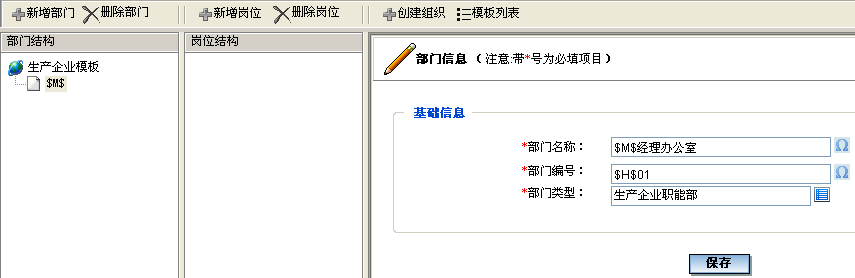 新增部门 删除部门 新增岗位 删除岗位 创建组织 模板列表
部门结构
生产企业模板
$M$
岗位结构
部门信息 （注意:带*号为必填项目）
基础信息
*部门名称： $M$经理办公室
*部门编号： $H$01
*部门类型： 生产企业职能部
保存